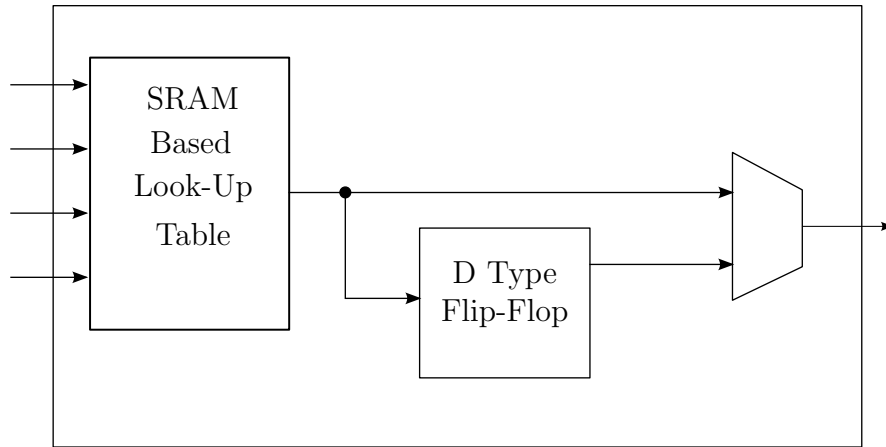 SRAM
Based
Look-Up
Table
D Type
Flip-Flop